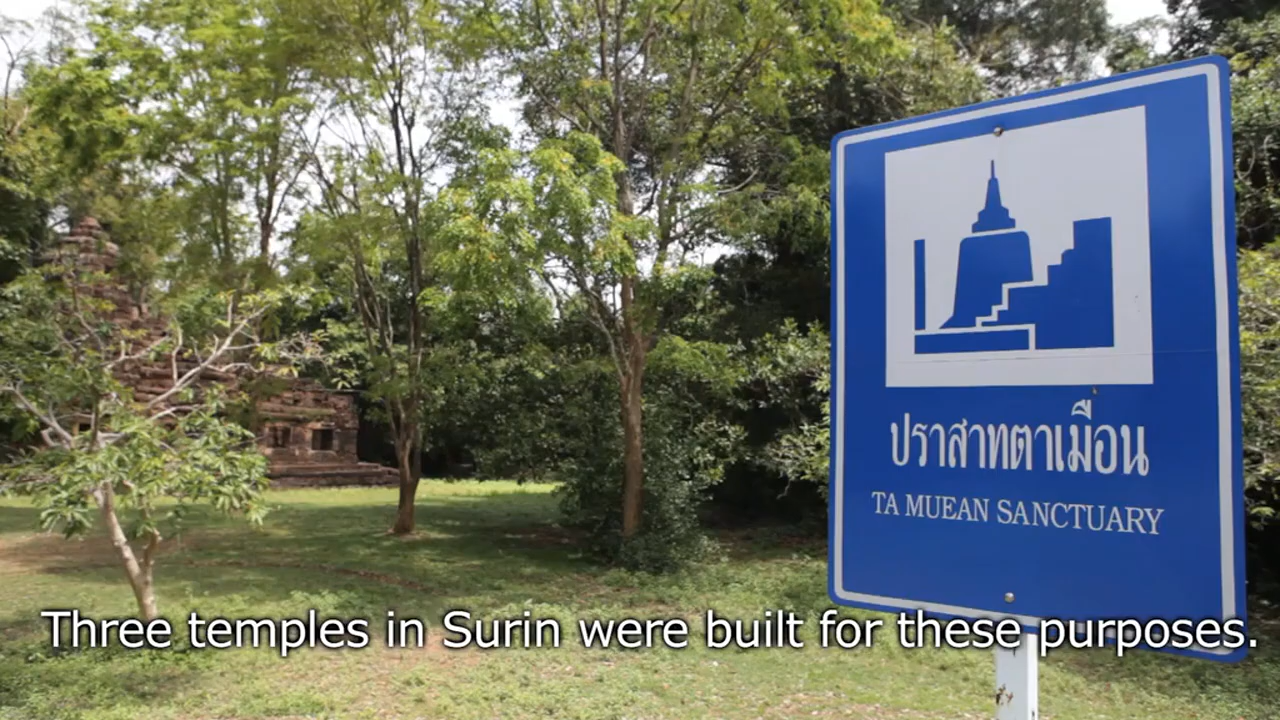 ปราสาทตาเมือน
TA MUEAN SANCTUARY
Three temples in Surin were built for these purposes.